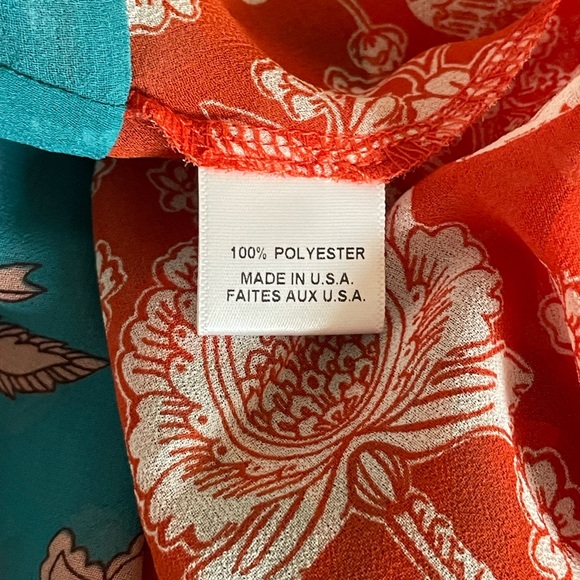 100% POLYESTER
MADE IN U.S.A.
FAITES AUX U.S.A.